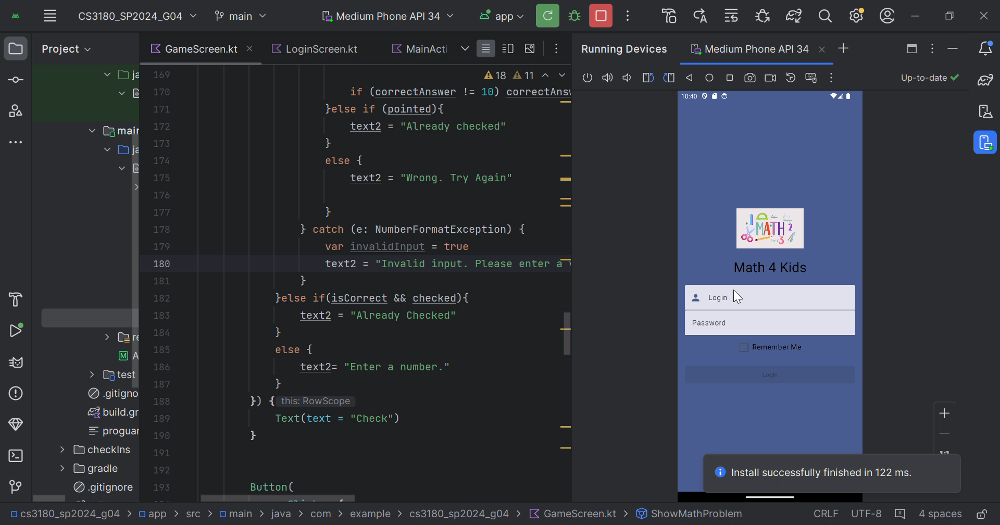 CS3180_SP2024_G04
main
Medium Phone API 34
app
Project
GameScreen.kt
LoginScreen.kt
MainActi
Running Devices
Medium Phone API 34
Up-to-date
ja
main
ja
re
M A
test
.gitigno
build.gr
proguar
checkIns
gradle
.gitignore
18 11
169
170 if (correctAnswer != 10) correctAnsw
171 }else if (pointed){
172 text2 = "Already checked"
173 }
174 else {
175 text2 = "Wrong. Try Again"
176
177 }
178 } catch (e: NumberFormatException) {
179 var invalidInput = true
180 text2 = "Invalid input. Please enter a v
181 }
182 }else if(isCorrect && checked){
183 text2 = "Already Checked"
184 }
185 else {
186 text2= "Enter a number."
187 }
188 }) { this: RowScope
189 Text(text = "Check")
190 }
191
192
193 Button(
10:40
MATH 2
3
Math 4 Kids
Login
Password
Remember Me
Login
Install successfully finished in 122 ms.
cs3180_sp2024_g04 > app > src > main > java > com > example > cs3180_sp2024_g04 > GameScreen.kt > ShowMathProblem
CRLF UTF-8 4 spaces